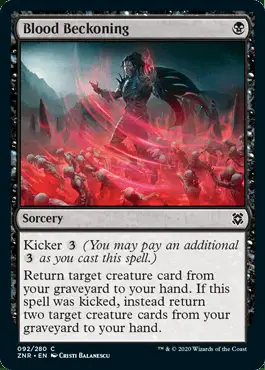 Blood Beckoning
Sorcery
Kicker 3 (You may pay an additional
3 as you cast this spell.)
Return target creature card from
your graveyard to your hand. If
this spell was kicked, instead return
two target creature cards from your
graveyard to your hand.
092/280 C
ZNR • EN Cristi Balanescu
™ & © 2020 Wizards of the Coast